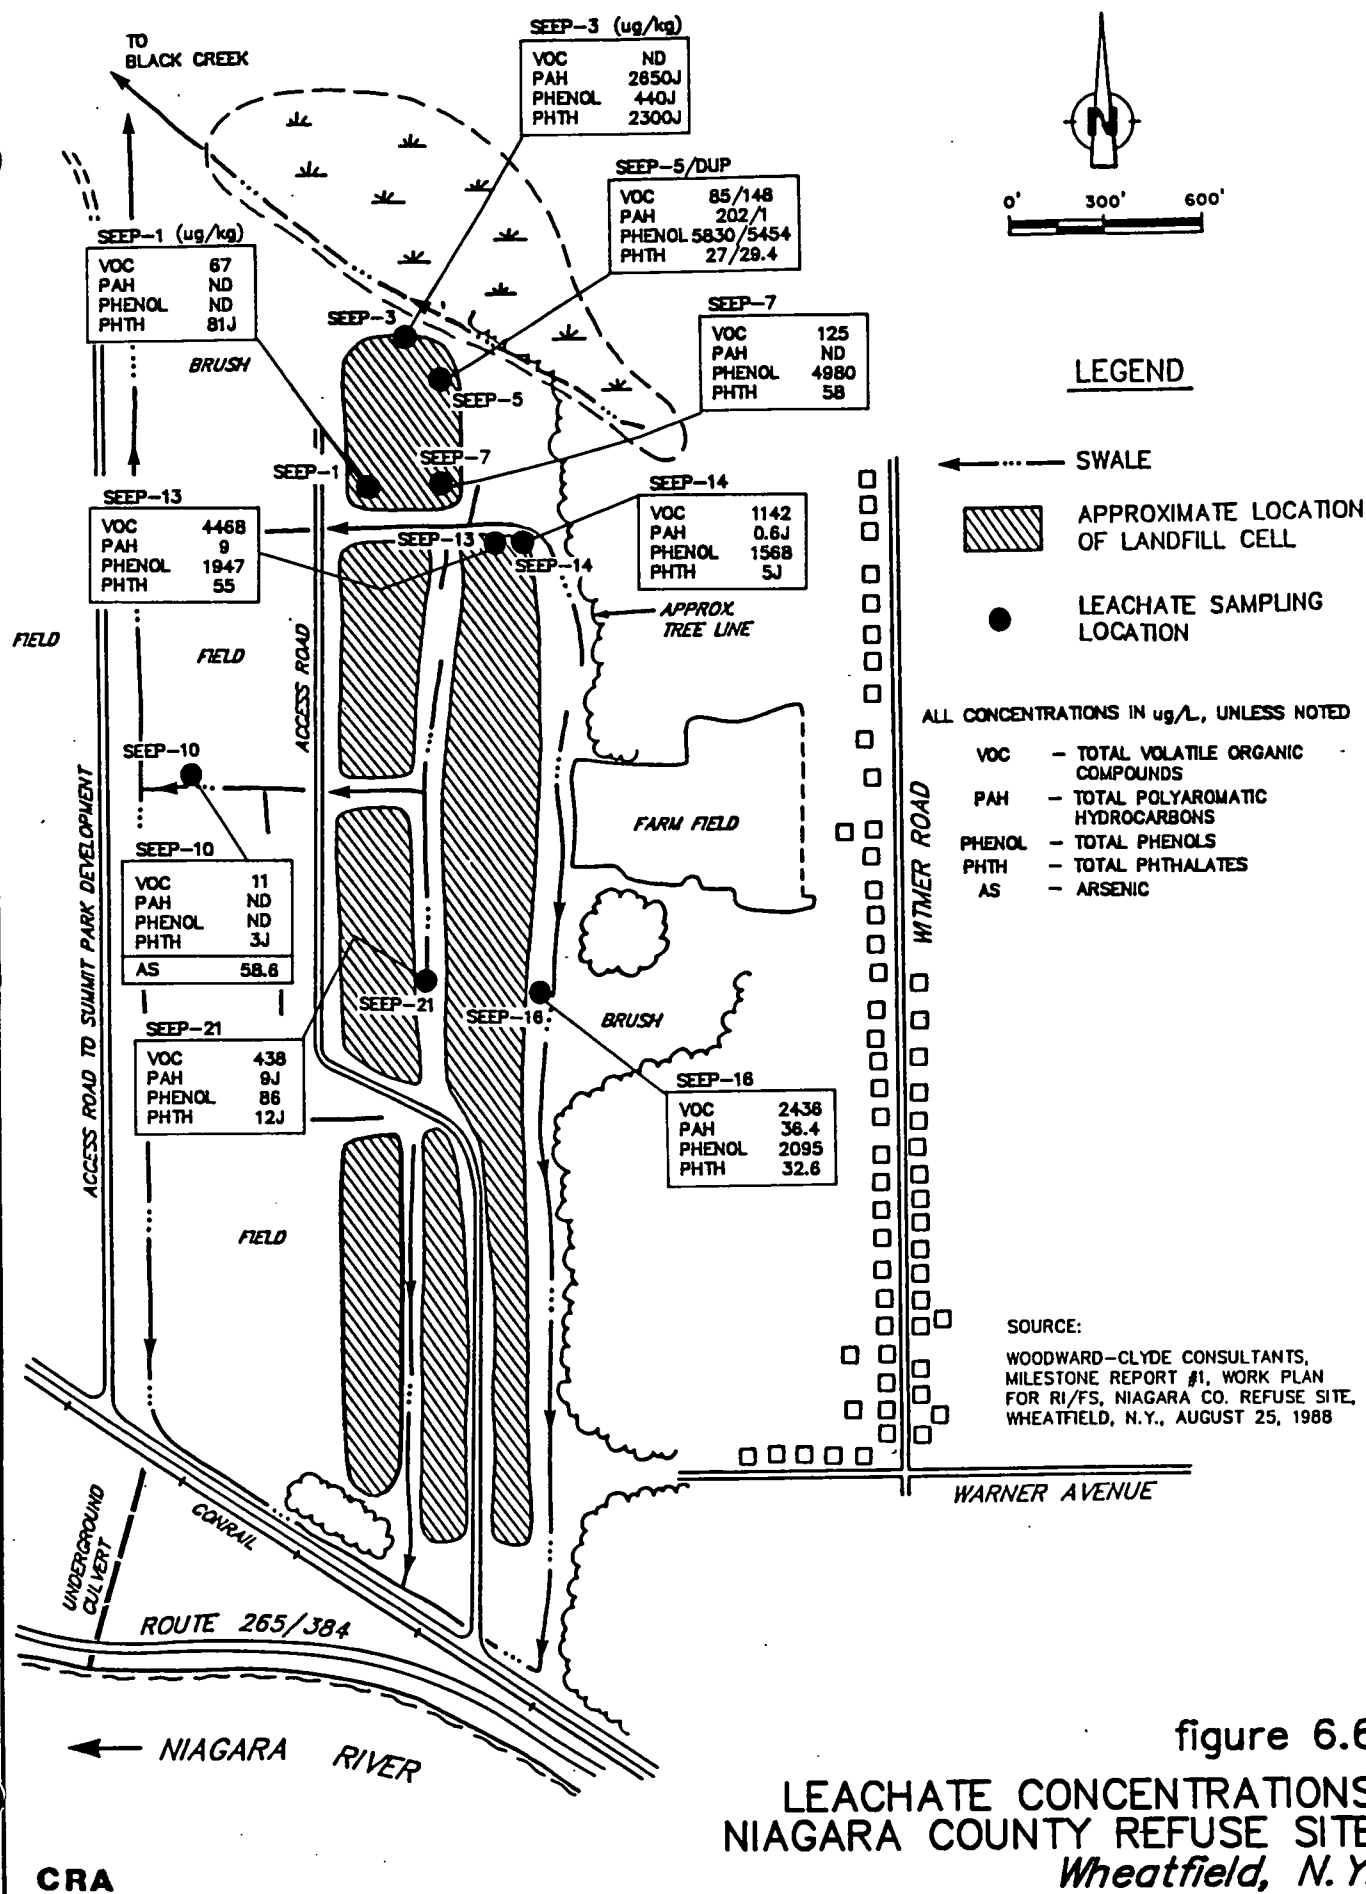 TO
BLACK CREEK
SEEP-3 (ug/kg)
VOC ND
PAH 2650J
PHENOL 440J
PHTH 2300J
SEEP-5/DUP
VOC 85/148
PAH 202/1
PHENOL 5830/5454
PHTH 27/29.4
SEEP-1 (ug/kg)
VOC 67
PAH ND
PHENOL ND
PHTH 81J
SEEP-7
VOC 125
PAH ND
PHENOL 4980
PHTH 58
N
0' 300' 600'
LEGEND
SWALE
APPROXIMATE LOCATION
OF LANDFILL CELL
LEACHATE SAMPLING
LOCATION
ALL CONCENTRATIONS IN ug/L, UNLESS NOTED
VOC - TOTAL VOLATILE ORGANIC
COMPOUNDS
PAH - TOTAL POLYAROMATIC
HYDROCARBONS
PHENOL - TOTAL PHENOLS
PHTH - TOTAL PHTHALATES
AS - ARSENIC
BRUSH
SEEP-3
SEEP-5
SEEP-7
SEEP-1
SEEP-13
VOC 4468
PAH 9
PHENOL 1947
PHTH 55
SEEP-14
VOC 1142
PAH 0.6J
PHENOL 1568
PHTH 5J
SEEP-13
SEEP-14
APPROX.
TREE LINE
FIELD
FIELD
ACCESS ROAD
SEEP-10
SEEP-10
VOC 11
PAH ND
PHENOL ND
PHTH 3J
AS 58.6
FARM FIELD
WITMER ROAD
ACCESS ROAD TO SUMMIT PARK DEVELOPMENT
SEEP-21
SEEP-16
BRUSH
SEEP-21
VOC 438
PAH 9J
PHENOL 86
PHTH 12J
SEEP-16
VOC 2436
PAH 36.4
PHENOL 2095
PHTH 32.6
FIELD
SOURCE:
WOODWARD-CLYDE CONSULTANTS,
MILESTONE REPORT #1, WORK PLAN
FOR RI/FS, NIAGARA CO. REFUSE SITE,
WHEATFIELD, N.Y., AUGUST 25, 1988
WARNER AVENUE
UNDERGROUND
CULVERT
CONRAIL
ROUTE 265/384
NIAGARA RIVER
figure 6.6
LEACHATE CONCENTRATIONS
NIAGARA COUNTY REFUSE SITE
Wheatfield, N.Y.
CRA